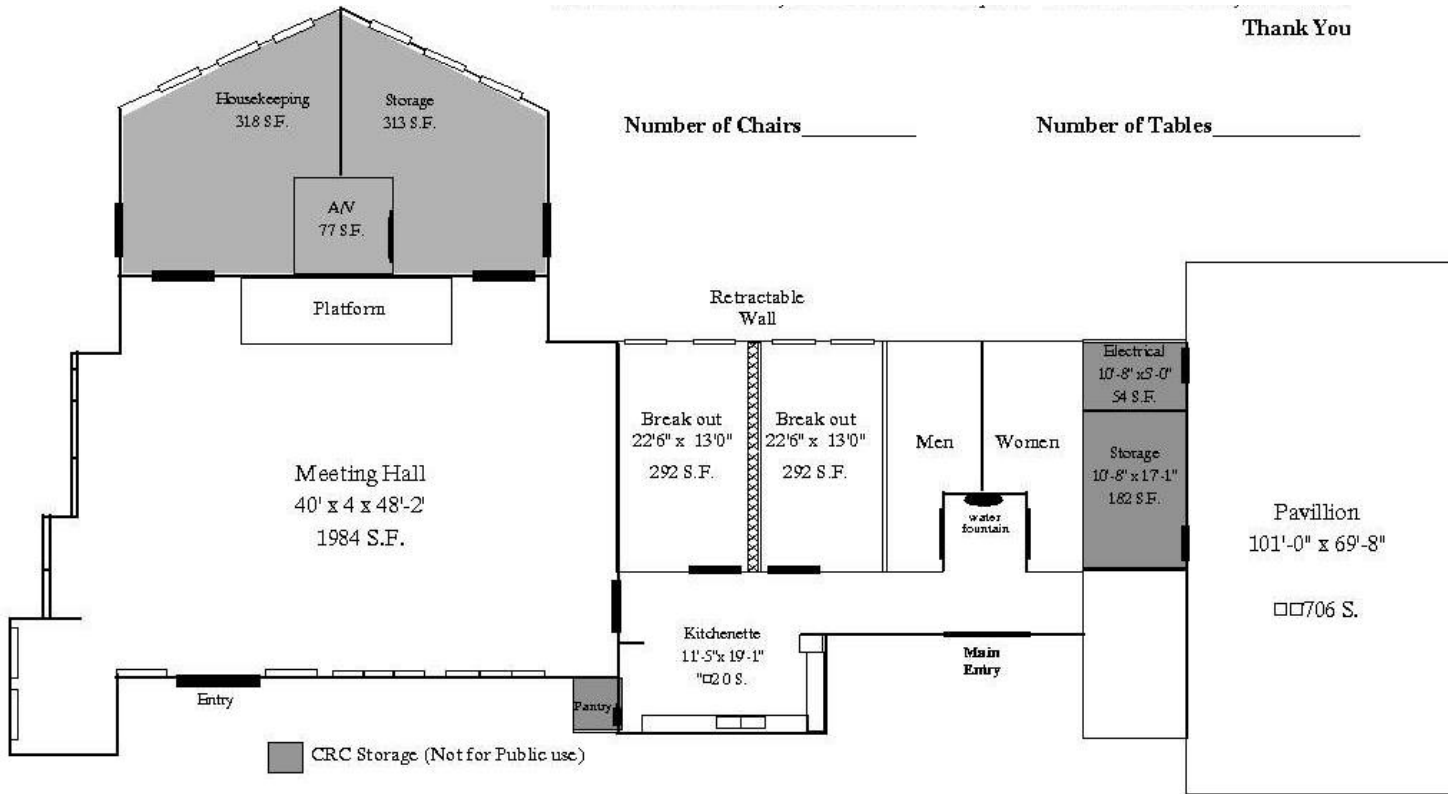 Thank You
Number of Chairs__________
Number of Tables_____________
Housekeeping
318 S.F.
Storage
313 S.F.
A/V
77 S.F.
Platform
Retractable
Wall
Meeting Hall
40' x 4 x 48'-2'
1984 S.F.
Break out
22'6" x 13'0"
292 S.F.
Break out
22'6" x 13'0"
292 S.F.
Men
Women
water
fountain
Electrical
10'-8" x5'-0"
54 S.F.
Storage
10'-8" x 17'-1"
182 S.F.
Pavillion
101'-0" x 69'-8"
□□706 S.
Kitchenette
11'-5"x 19'-1"
"□20 S.
Main
Entry
Entry
Pantry
CRC Storage (Not for Public use)